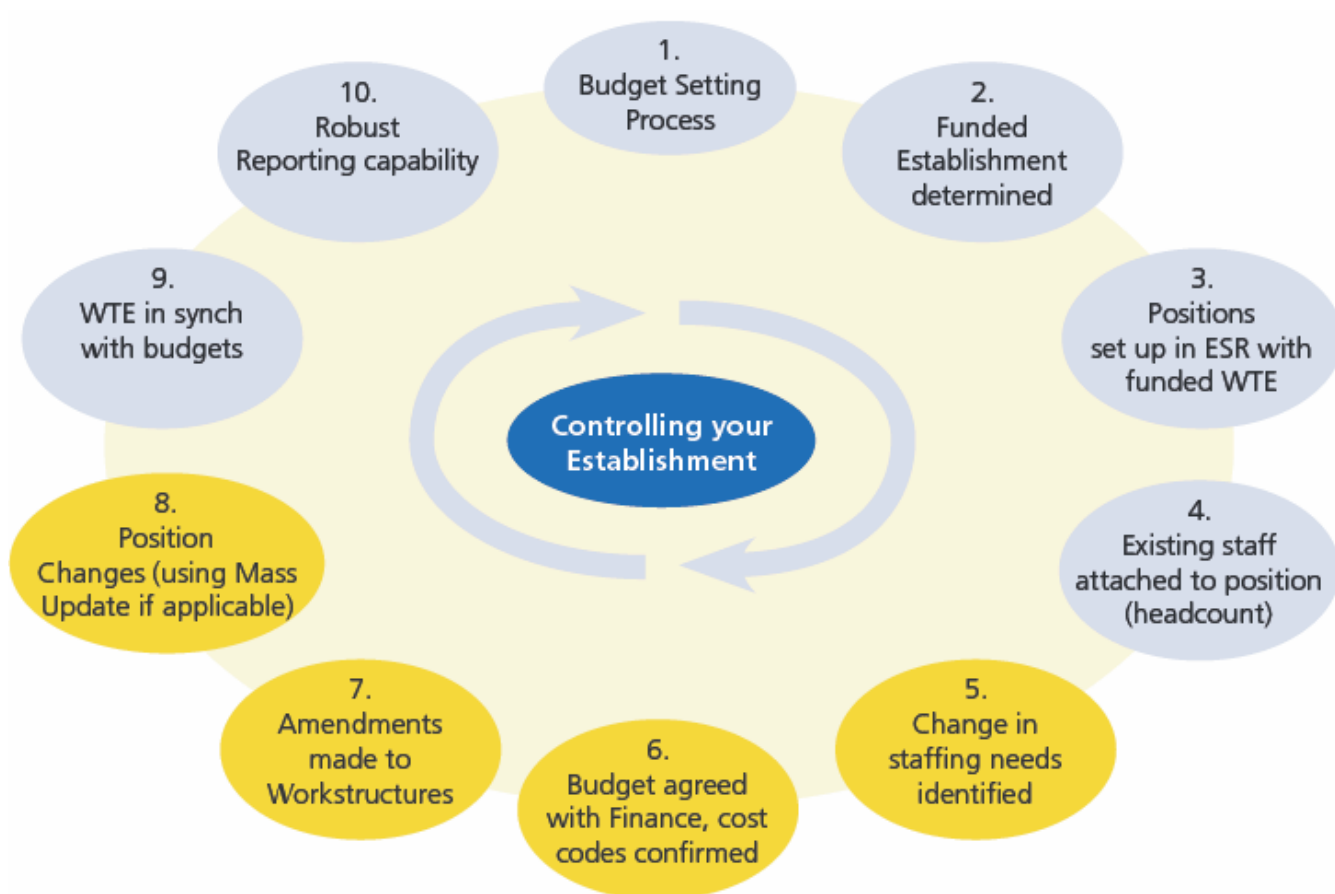 1.
Budget Setting
Process
2.
Funded
Establishment
determined
3.
Positions
set up in ESR with
funded WTE
4.
Existing staff
attached to position
(headcount)
5.
Change in
staffing needs
identified
6.
Budget agreed
with Finance, cost
codes confirmed
7.
Amendments
made to
Workstructures
8.
Position
Changes (using Mass
Update if applicable)
9.
WTE in synch
with budgets
10.
Robust
Reporting capability
Controlling your
Establishment